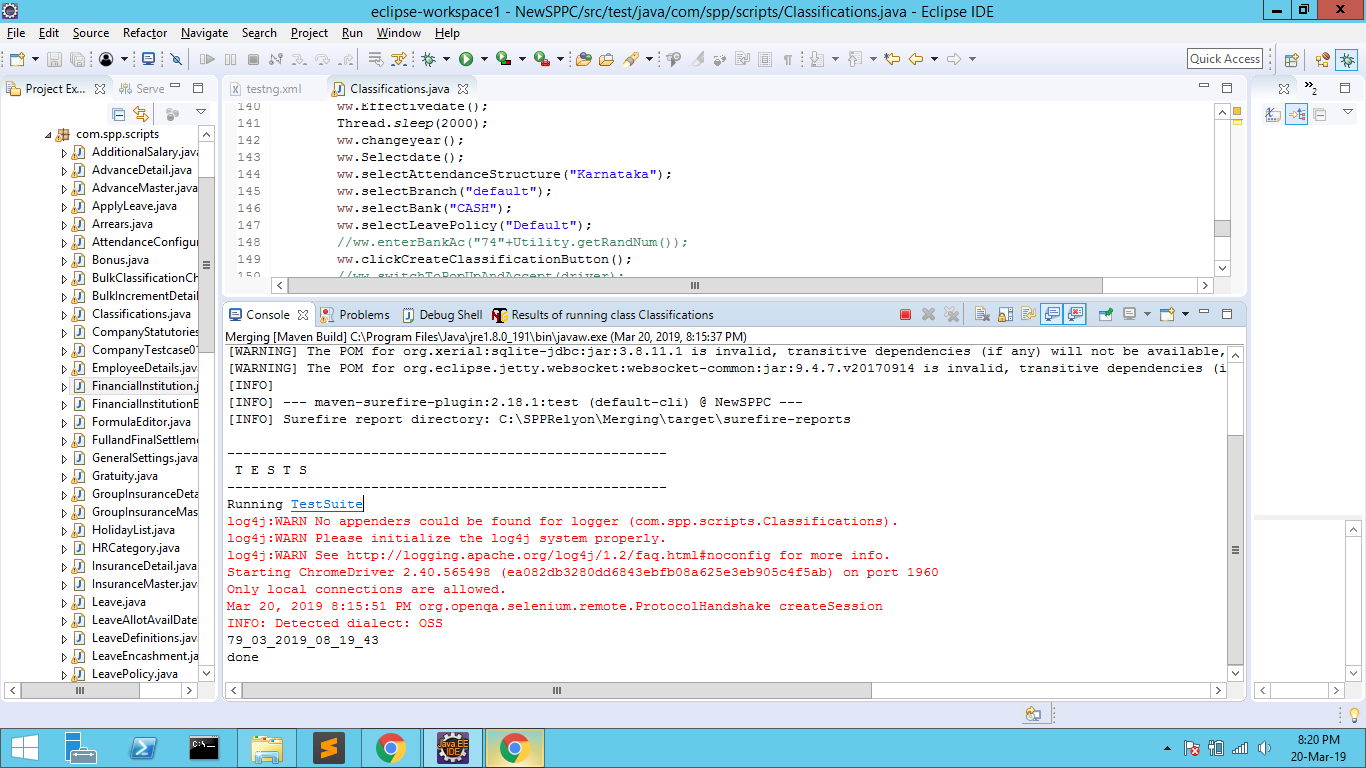 eclipse-workspace1 - NewSPPC/src/test/java/com/spp/scripts/Classifications.java - Eclipse IDE
File Edit Source Refactor Navigate Search Project Run Window Help
Quick Access
Project Ex... Serve
testng.xml Classifications.java
2
com.spp.scripts
AdditionalSalary.java
AdvanceDetail.java
AdvanceMaster.java
ApplyLeave.java
Arrears.java
AttendanceConfigur
Bonus.java
BulkClassificationCh
BulkIncrementDetail
Classifications.java
CompanyStatutories
CompanyTestcase01
EmployeeDetails.java
FinancialInstitution.j
FinancialInstitutionE
FormulaEditor.java
FullandFinalSettleme
GeneralSettings.java
Gratuity.java
GroupInsuranceDeta
GroupInsuranceMas
HolidayList.java
HRCategory.java
InsuranceDetail.java
InsuranceMaster.java
Leave.java
LeaveAllotAvailDate
LeaveDefinitions.java
LeaveEncashment.ja
LeavePolicy.java
140 ww.Effectivedate();
141 Thread.sleep(2000);
142 ww.changeyear();
143 ww.Selectdate();
144 ww.selectAttendanceStructure("Karnataka");
145 ww.selectBranch("default");
146 ww.selectBank("CASH");
147 ww.selectLeavePolicy("Default");
148 //ww.enterBankAc("74"+Utility.getRandNum());
149 ww.clickCreateClassificationButton();
150 //ww.switchToPopUpAndAccept(driver);
Console Problems Debug Shell Results of running class Classifications
Merging [Maven Build] C:\Program Files\Java\jre1.8.0_191\bin\javaw.exe (Mar 20, 2019, 8:15:37 PM)
[WARNING] The POM for org.xerial:sqlite-jdbc:jar:3.8.11.1 is invalid, transitive dependencies (if any) will not be available,
[WARNING] The POM for org.eclipse.jetty.websocket:websocket-common:jar:9.4.7.v20170914 is invalid, transitive dependencies (i
[INFO]
[INFO] --- maven-surefire-plugin:2.18.1:test (default-cli) @ NewSPPC ---
[INFO] Surefire report directory: C:\SPPRelyon\Merging\target\surefire-reports
-------------------------------------------------------
T E S T S
-------------------------------------------------------
Running TestSuite
log4j:WARN No appenders could be found for logger (com.spp.scripts.Classifications).
log4j:WARN Please initialize the log4j system properly.
log4j:WARN See http://logging.apache.org/log4j/1.2/faq.html#noconfig for more info.
Starting ChromeDriver 2.40.565498 (ea082db3280dd6843ebfb08a625e3eb905c4f5ab) on port 1960
Only local connections are allowed.
Mar 20, 2019 8:15:51 PM org.openqa.selenium.remote.ProtocolHandshake createSession
INFO: Detected dialect: OSS
79_03_2019_08_19_43
done
Java EE
IDE
8:20 PM
20-Mar-19